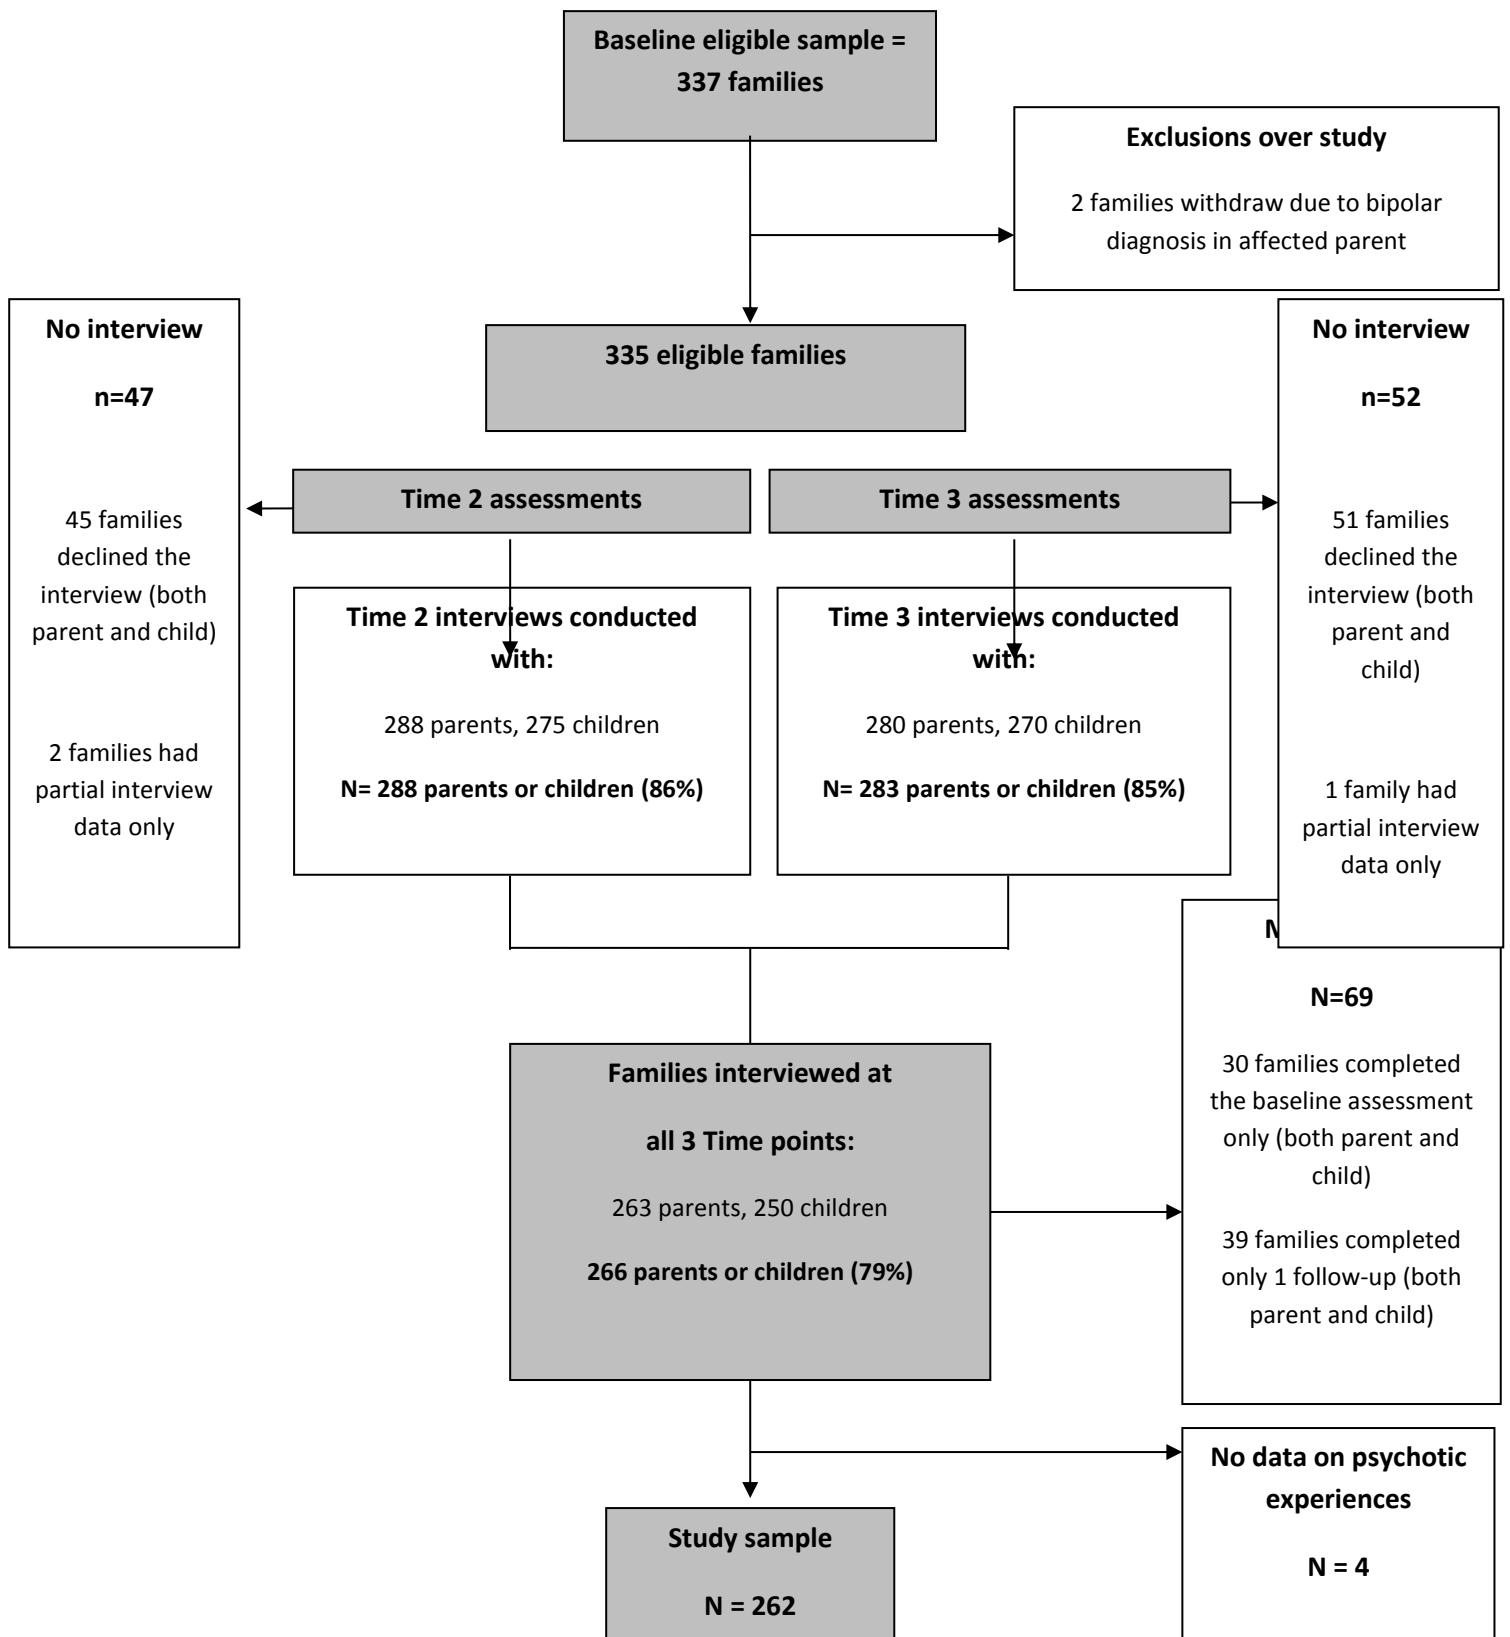 Baseline eligible sample =
337 families
Exclusions over study
2 families withdraw due to bipolar
diagnosis in affected parent
335 eligible families
No interview
n=47
45 families
declined the
interview (both
parent and child)
2 families had
partial interview
data only
Time 2 assessments
Time 3 assessments
No interview
n=52
51 families
declined the
interview (both
parent and
child)
1 family had
partial interview
data only
Time 2 interviews conducted
with:
288 parents, 275 children
N= 288 parents or children (86%)
Time 3 interviews conducted
with:
280 parents, 270 children
N= 283 parents or children (85%)
Families interviewed at
all 3 Time points:
263 parents, 250 children
266 parents or children (79%)
N=69
30 families completed
the baseline assessment
only (both parent and
child)
39 families completed
only 1 follow-up (both
parent and child)
No data on psychotic
experiences
N = 4
Study sample
N = 262